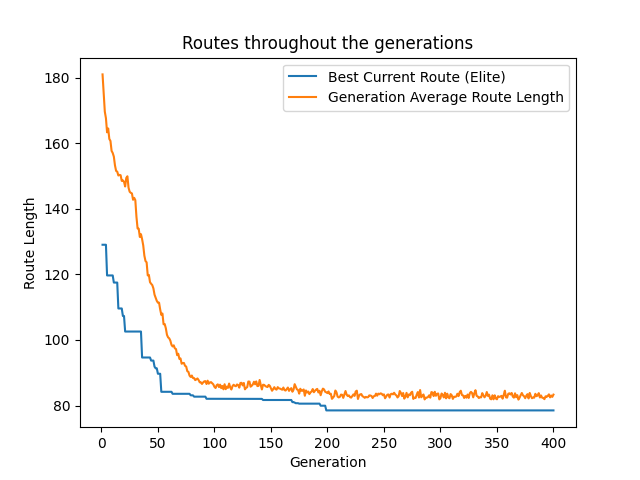 Routes throughout the generations
Best Current Route (Elite)
Generation Average Route Length
Route Length
180
160
140
120
100
80
0 50 100 150 200 250 300 350 400
Generation